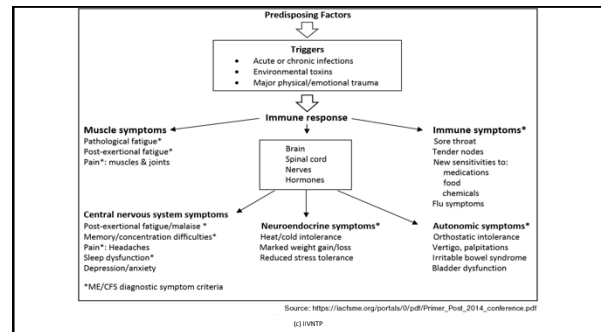 Predisposing Factors
Triggers
• Acute or chronic infections
• Environmental toxins
• Major physical/emotional trauma
Immune response
Muscle symptoms
Pathological fatigue*
Post-exertional fatigue*
Pain*: muscles & joints
Brain
Spinal cord
Nerves
Hormones
Immune symptoms*
Sore throat
Tender nodes
New sensitivities to:
medications
food
chemicals
Flu symptoms
Central nervous system symptoms
Post-exertional fatigue/malaise *
Memory/concentration difficulties*
Pain*: Headaches
Sleep dysfunction*
Depression/anxiety
Neuroendocrine symptoms*
Heat/cold intolerance
Marked weight gain/loss
Reduced stress tolerance
Autonomic symptoms*
Orthostatic intolerance
Vertigo, palpitations
Irritable bowel syndrome
Bladder dysfunction
*ME/CFS diagnostic symptom criteria
Source: https://iacfsme.org/portals/0/pdf/Primer_Post_2014_conference.pdf
(c) IIVNTP